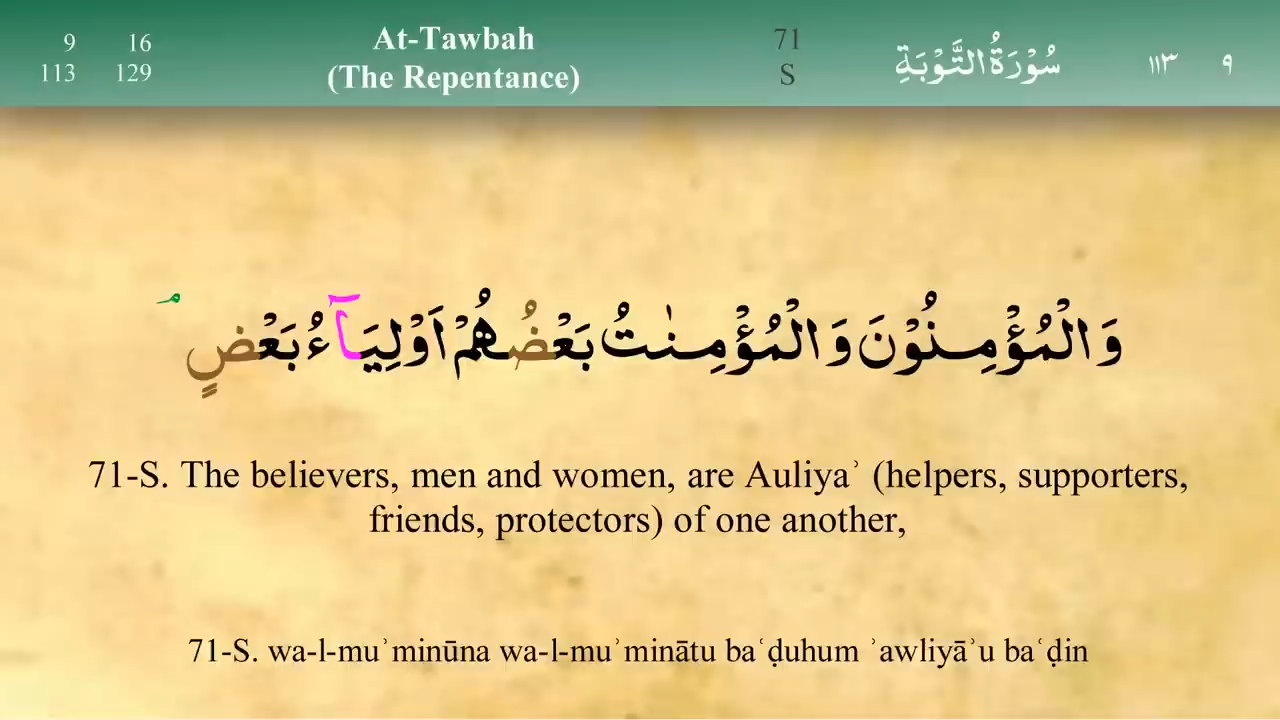 9 16 At-Tawbah 71 سُوْرَةُ التَّوْبَةِ ١١٣ ٩
113 129 (The Repentance) S
وَالْمُؤْمِنُوْنَ وَالْمُؤْمِنٰتُ بَعْضُهُمْ اَوْلِيَآءُ بَعْضٍ ۘ
71-S. The believers, men and women, are Auliyaʾ (helpers, supporters,
friends, protectors) of one another,
71-S. wa-l-muʾminūna wa-l-muʾminātu baʿḍuhum ʾawliyāʾu baʿḍin